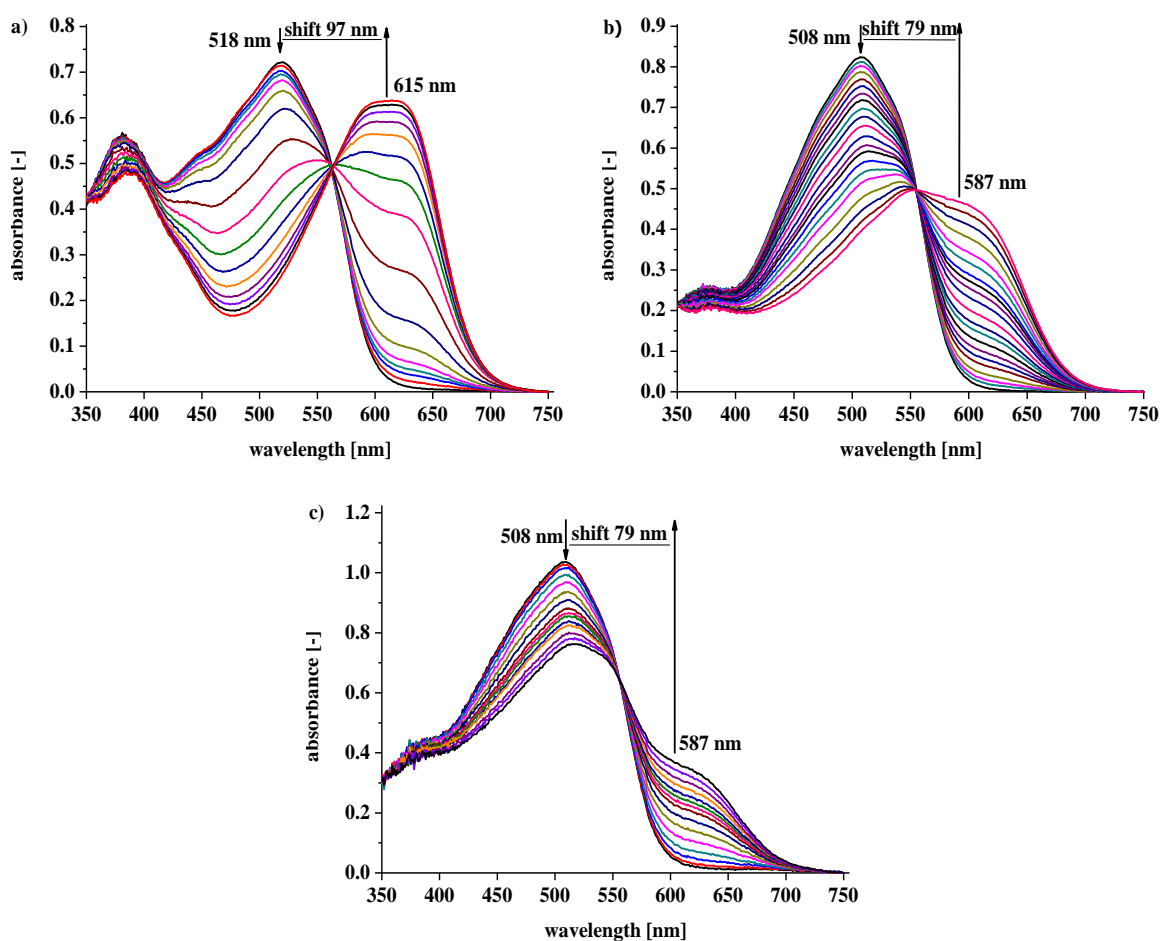 a)
518 nm
shift 97 nm
615 nm
absorbance [-]
0.8
0.7
0.6
0.5
0.4
0.3
0.2
0.1
0.0
350 400 450 500 550 600 650 700 750
wavelength [nm]
b)
508 nm
shift 79 nm
587 nm
absorbance [-]
0.9
0.8
0.7
0.6
0.5
0.4
0.3
0.2
0.1
0.0
350 400 450 500 550 600 650 700 750
wavelength [nm]
c)
508 nm
shift 79 nm
587 nm
absorbance [-]
1.2
1.0
0.8
0.6
0.4
0.2
0.0
350 400 450 500 550 600 650 700 750
wavelength [nm]